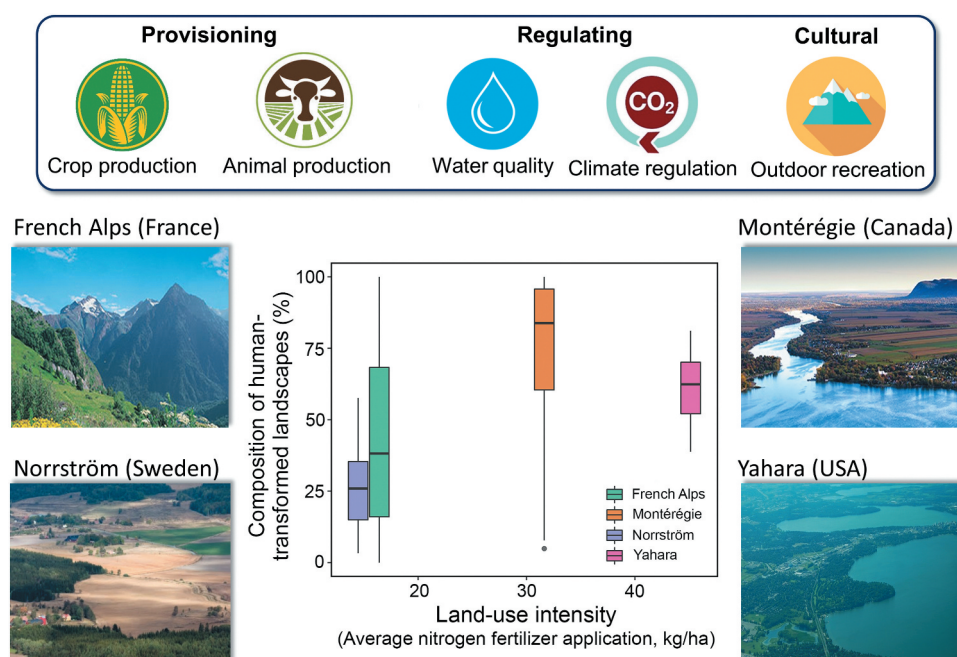 Provisioning
Regulating
Cultural
CO2
Crop production
Animal production
Water quality
Climate regulation
Outdoor recreation
French Alps (France)
Montérégie (Canada)
Norrström (Sweden)
Yahara (USA)
Composition of human-
transformed landscapes (%)
100
75
50
25
0
French Alps
Montérégie
Norrström
Yahara
20
30
40
Land-use intensity
(Average nitrogen fertilizer application, kg/ha)